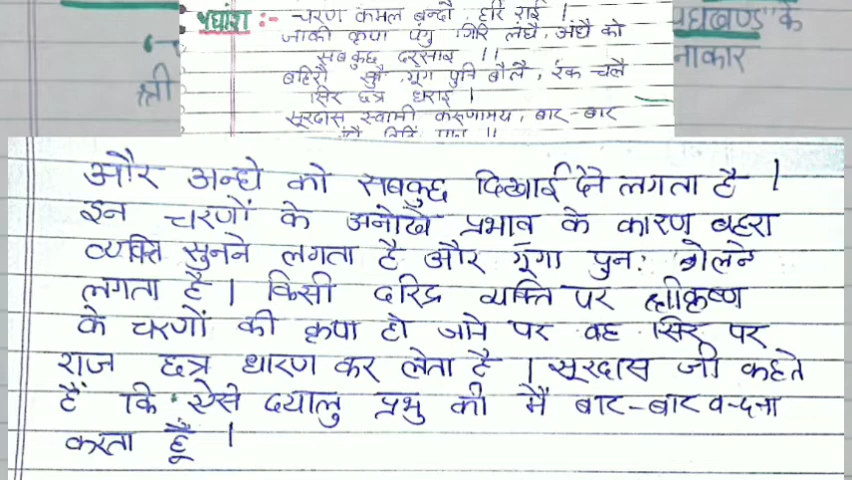 पद्यांश :- चरण कमल बन्दौ हरि राई ।
जाकी कृपा पंगु गिरि लंघै, अंधै को
सबकुछ दरसाइ ।।
बहिरौ सुनै गूंग पुनि बौलै, रंक चलै
सिर छत्र धराइ ।
सूरदास स्वामी करुणामय, बार-बार
पद्यखण्ड" के
नाकार
श्री
और अन्धे को सबकुछ दिखाई देने लगता है ।
इन चरणों के अनोखे प्रभाव के कारण बहरा
व्यक्ति सुनने लगता है और गूँगा पुनः बोलने
लगता है । किसी दरिद्र व्यक्ति पर श्रीकृष्ण
के चरणों की कृपा हो जाने पर वह सिर पर
राज छत्र धारण कर लेता है । सूरदास जी कहते
हैं कि ऐसे दयालु प्रभु की मैं बार-बार वन्दना
करता हूँ ।